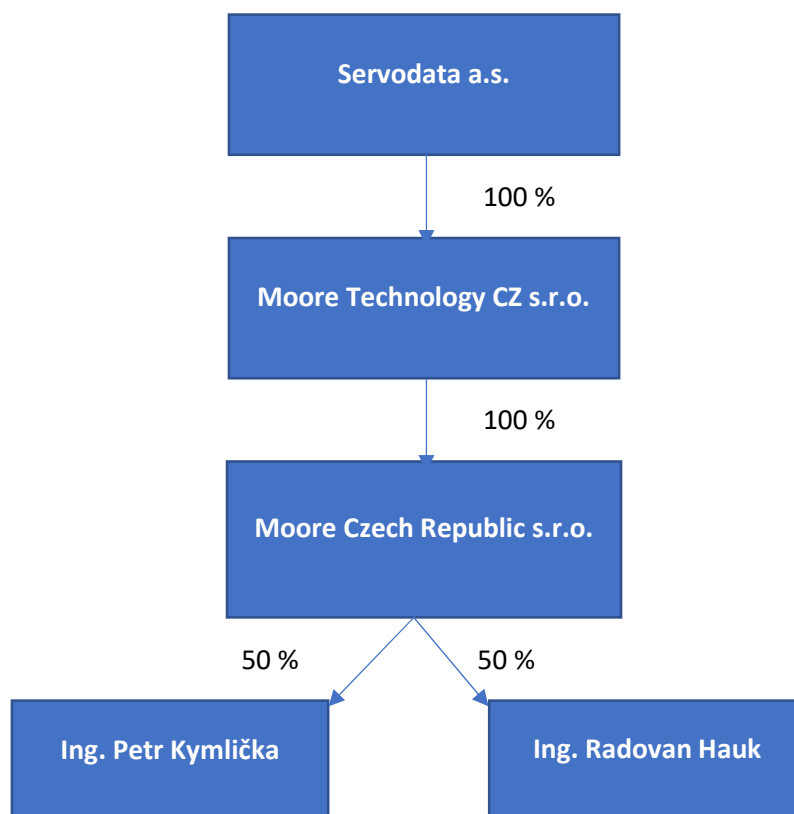 Servodata a.s.
100 %
Moore Technology CZ s.r.o.
100 %
Moore Czech Republic s.r.o.
50 %
50 %
Ing. Petr Kymlička
Ing. Radovan Hauk